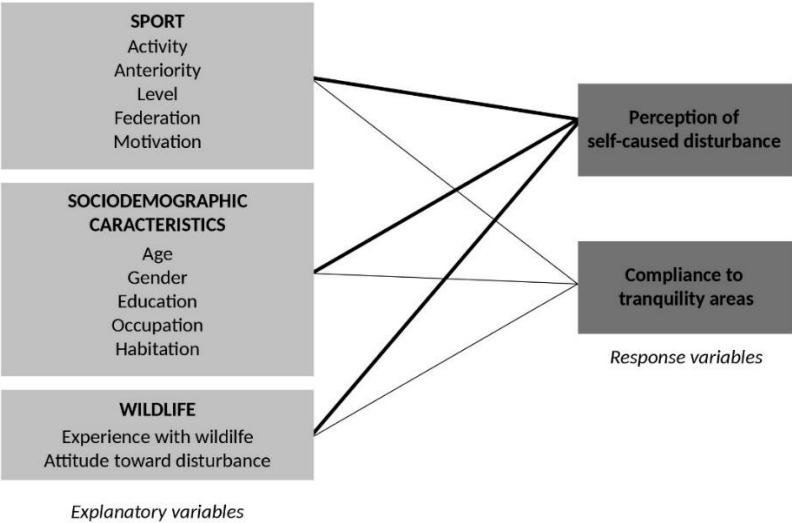 SPORT
Activity
Anteriority
Level
Federation
Motivation
SOCIODEMOGRAPHIC
CARACTERISTICS
Age
Gender
Education
Occupation
Habitation
WILDLIFE
Experience with wildilfe
Attitude toward disturbance
Explanatory variables
Perception of
self-caused disturbance
Compliance to
tranquility areas
Response variables